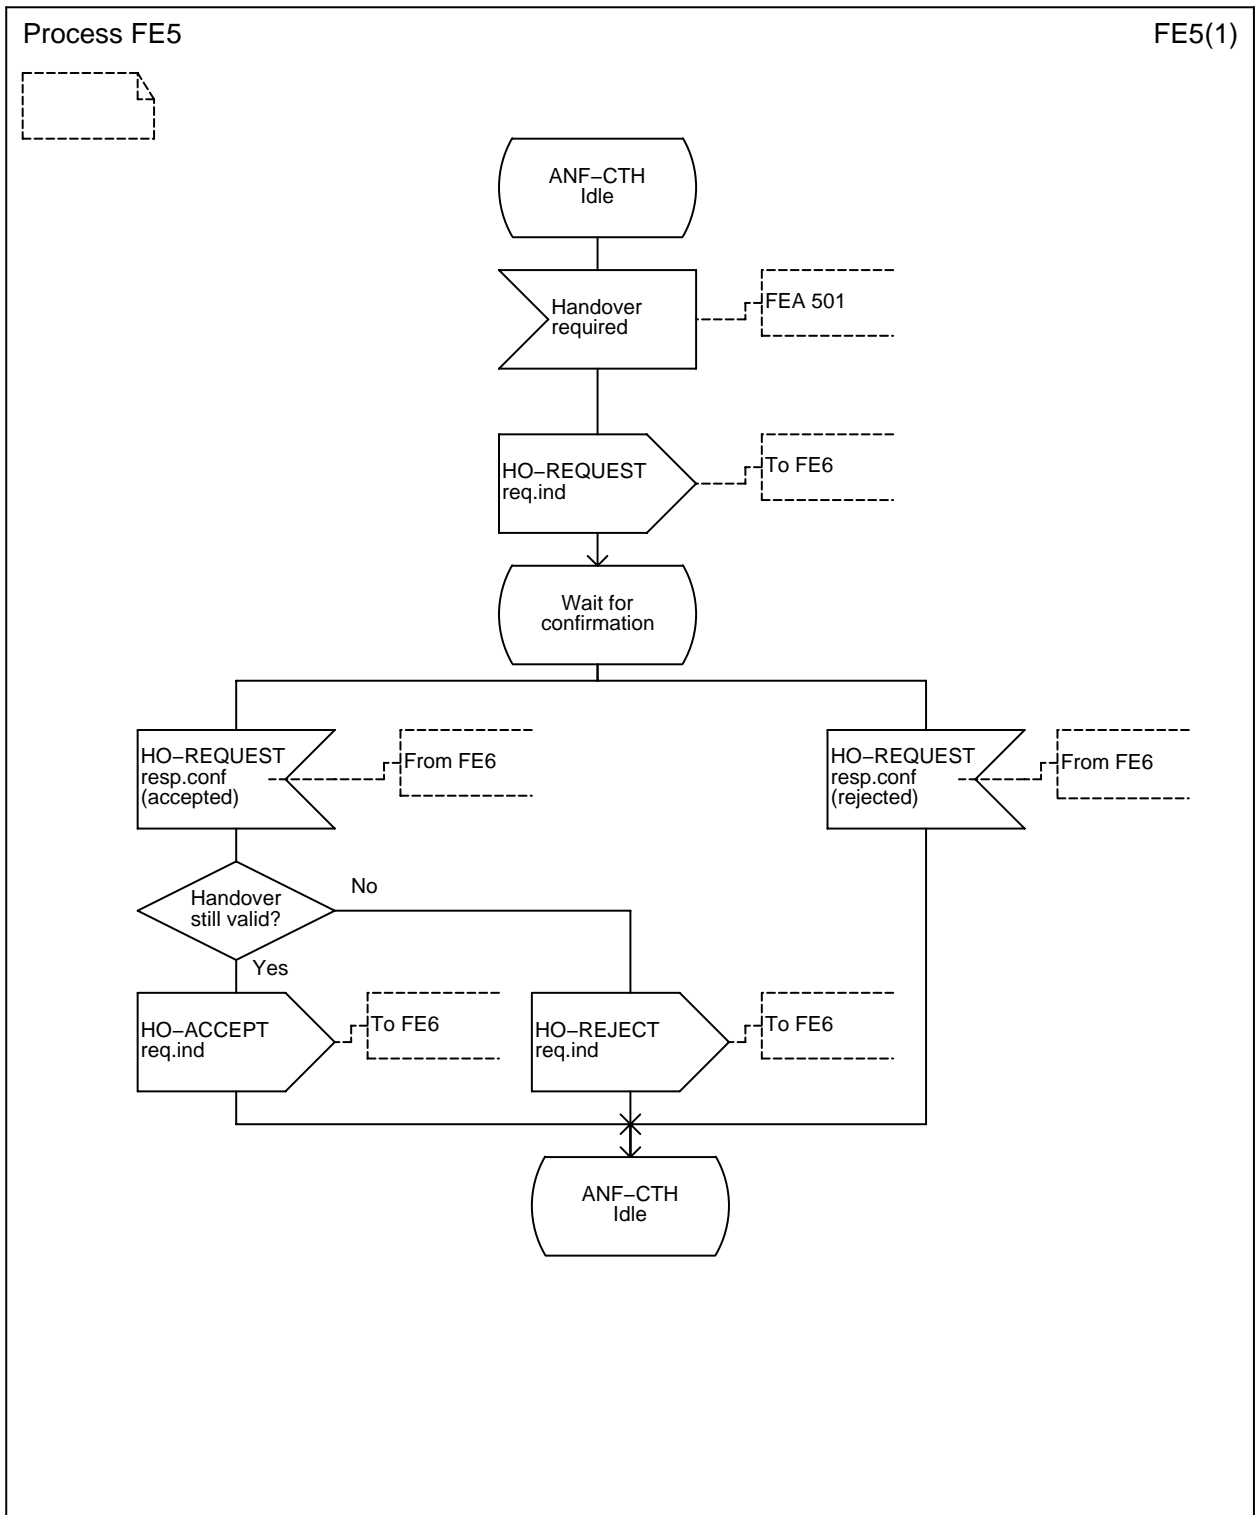 Process FE5
FE5(1)
ANF–CTH
Idle
Handover
required
FEA 501
HO–REQUEST
req.ind
To FE6
Wait for
confirmation
HO–REQUEST
resp.conf
(accepted)
From FE6
HO–REQUEST
resp.conf
(rejected)
From FE6
Handover
still valid?
No
Yes
HO–ACCEPT
req.ind
To FE6
HO–REJECT
req.ind
To FE6
ANF–CTH
Idle